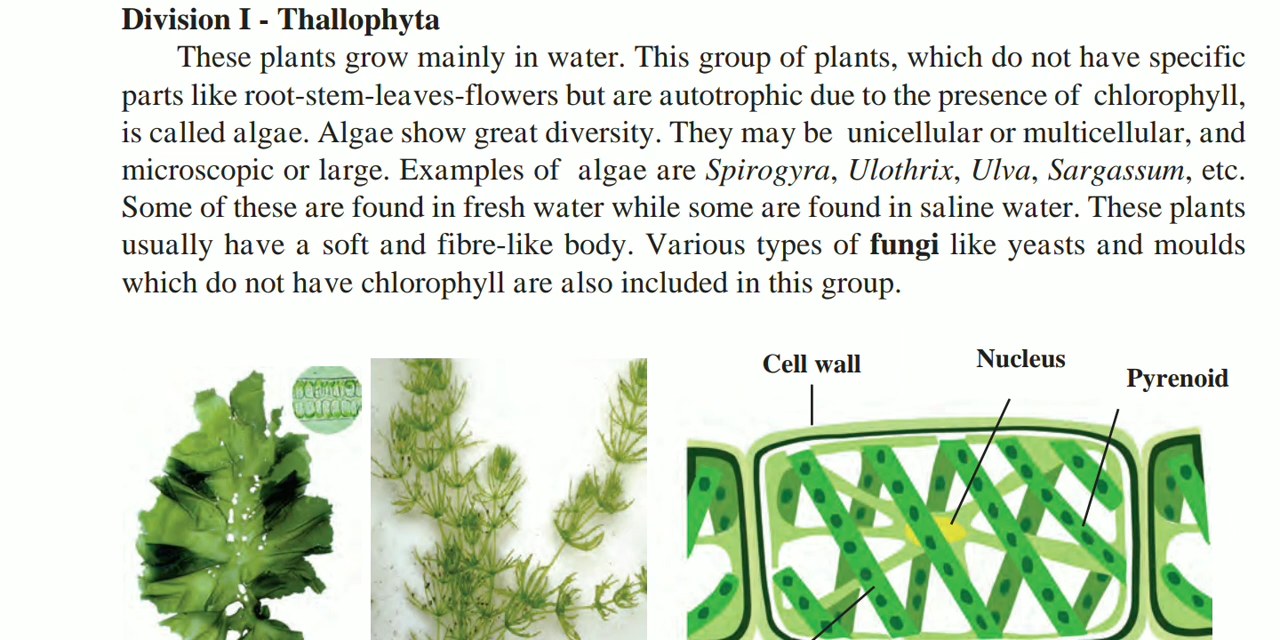 Division I - Thallophyta
These plants grow mainly in water. This group of plants, which do not have specific
parts like root-stem-leaves-flowers but are autotrophic due to the presence of chlorophyll,
is called algae. Algae show great diversity. They may be unicellular or multicellular, and
microscopic or large. Examples of algae are Spirogyra, Ulothrix, Ulva, Sargassum, etc.
Some of these are found in fresh water while some are found in saline water. These plants
usually have a soft and fibre-like body. Various types of fungi like yeasts and moulds
which do not have chlorophyll are also included in this group.
Cell wall
Nucleus
Pyrenoid